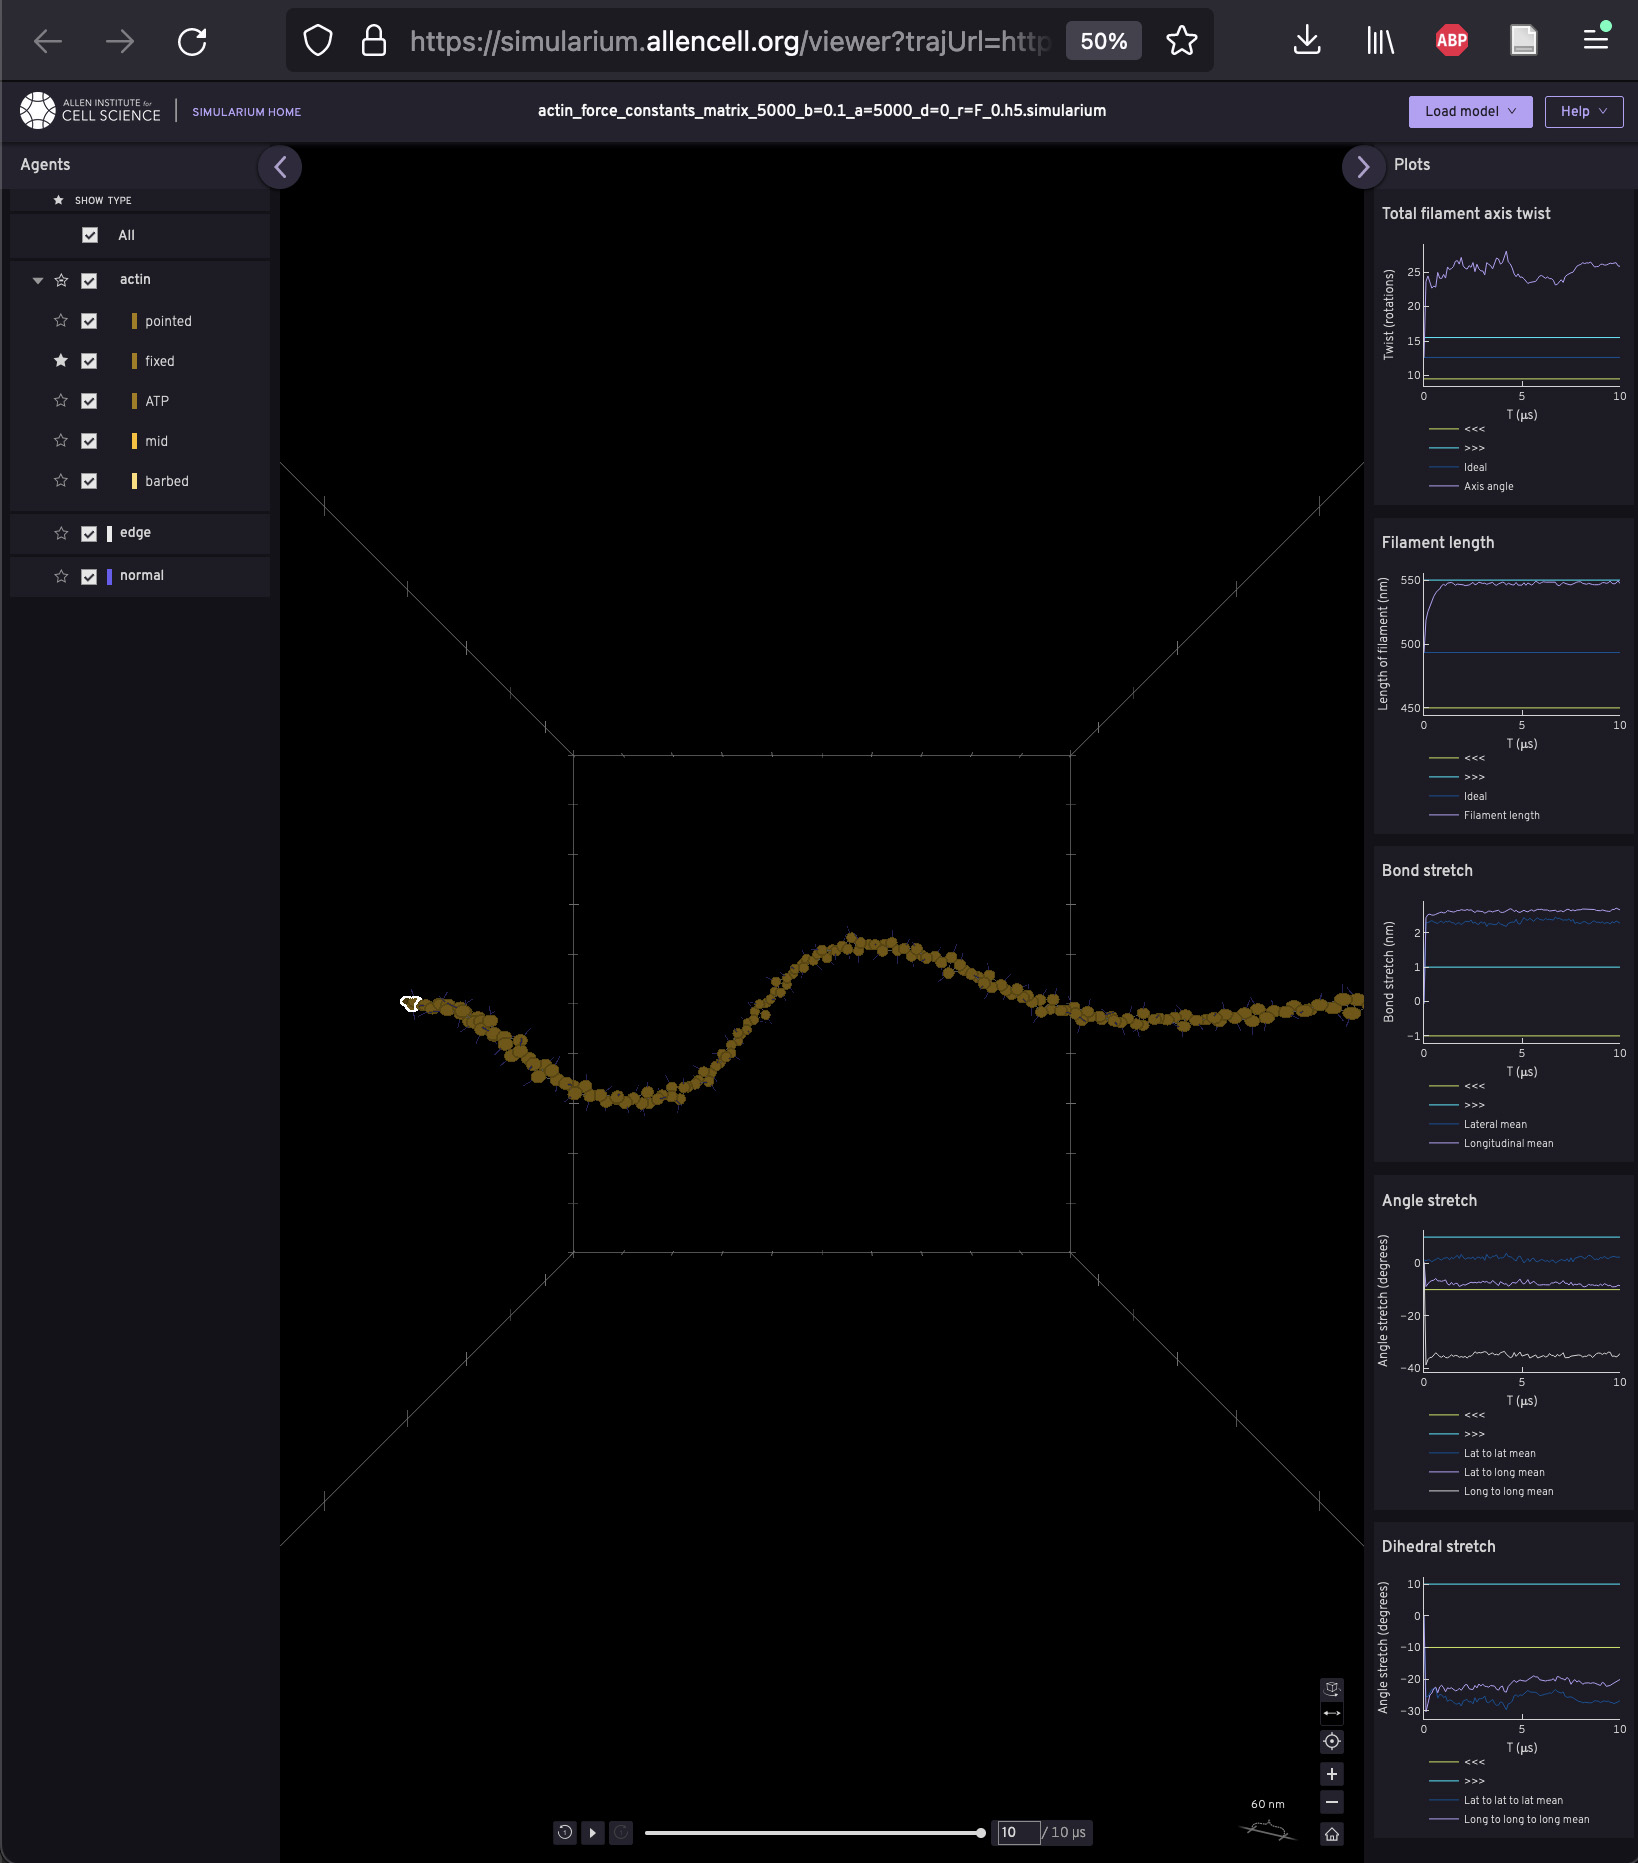 https://simularium.allencell.org/viewer?trajUrl=http
50%
ABP
ALLEN INSTITUTE for
CELL SCIENCE
SIMULARIUM HOME
actin_force_constants_matrix_5000_b=0.1_a=5000_d=0_r=F_0.h5.simularium
Load model
Help
Agents
SHOW TYPE
All
actin
pointed
fixed
ATP
mid
barbed
edge
normal
60 nm
10 / 10 µs
Plots
Total filament axis twist
Twist (rotations)
25
20
15
10
0 5 10
T (µs)
<<<
>>>
Ideal
Axis angle
Filament length
Length of filament (nm)
550
500
450
0 5 10
T (µs)
<<<
>>>
Ideal
Filament length
Bond stretch
Bond stretch (nm)
2
1
0
−1
0 5 10
T (µs)
<<<
>>>
Lateral mean
Longitudinal mean
Angle stretch
Angle stretch (degrees)
0
−20
−40
0 5 10
T (µs)
<<<
>>>
Lat to lat mean
Lat to long mean
Long to long mean
Dihedral stretch
Angle stretch (degrees)
10
0
−10
−20
−30
0 5 10
T (µs)
<<<
>>>
Lat to lat to lat mean
Long to long to long mean